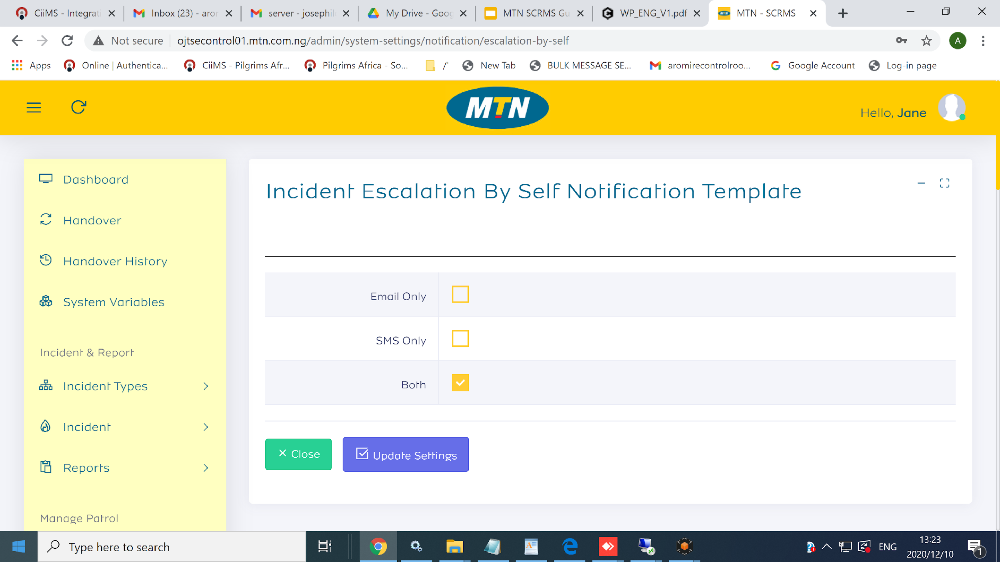 CiiMS - Integrati
Inbox (23) - aror
server - josephil
My Drive - Goog
MTN SCRMS Gu
WP_ENG_V1.pdf
MTN - SCRMS
Not secure
ojtsecontrol01.mtn.com.ng/admin/system-settings/notification/escalation-by-self
A
Apps
Online | Authentica...
CiiMS - Pilgrims Afr...
Pilgrims Africa - So...
/'
New Tab
BULK MESSAGE SE...
aromirecontrolroo...
Google Account
Log-in page
MTN
Hello, Jane
Dashboard
Handover
Handover History
System Variables
Incident & Report
Incident Types
Incident
Reports
Manage Patrol
Incident Escalation By Self Notification Template
Email Only
SMS Only
Both
Close
Update Settings
Type here to search
ENG
13:23
2020/12/10
1